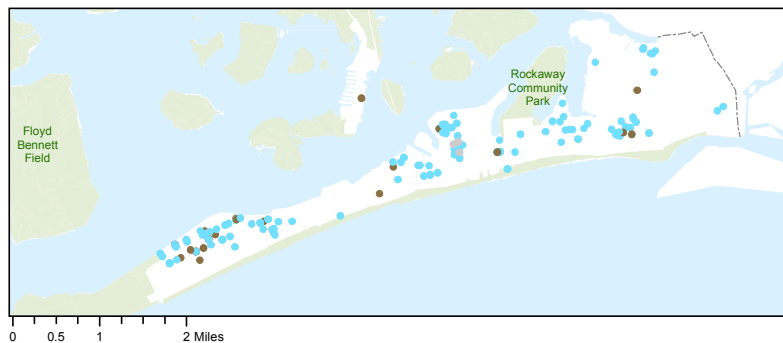 Rockaway
Community
Park
Floyd
Bennett
Field
0 0.5 1 2 Miles